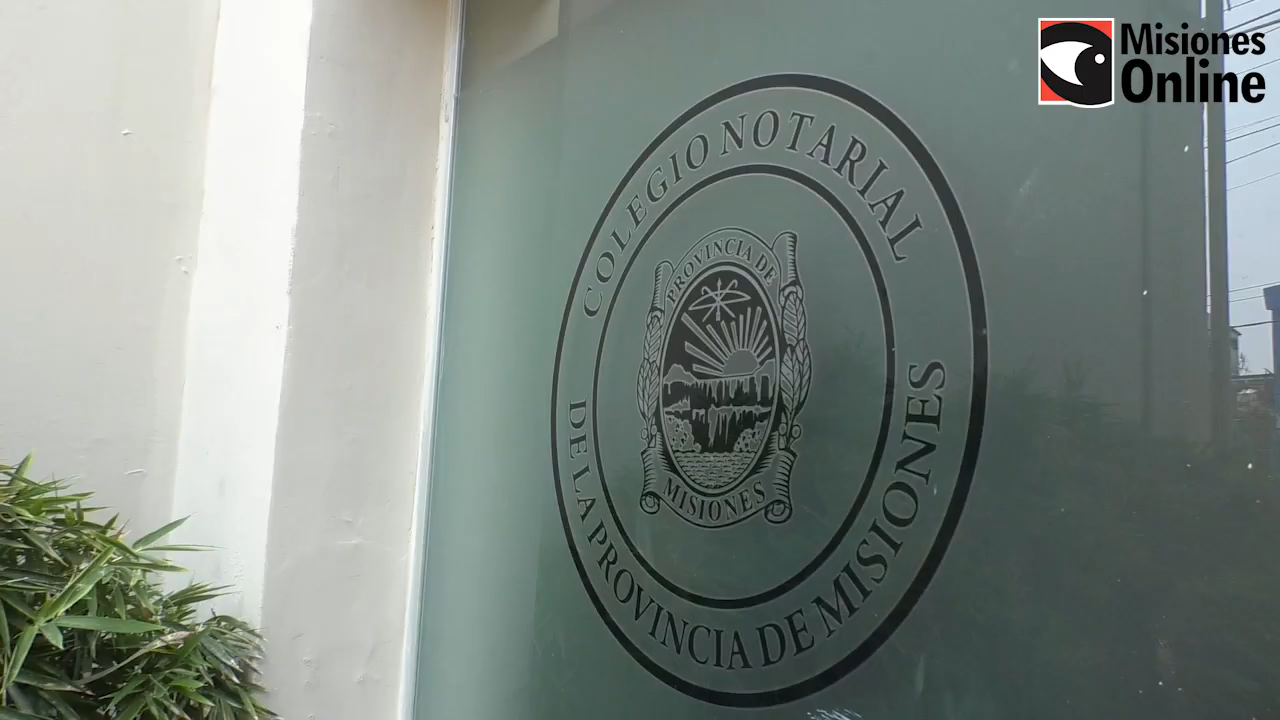 Misiones
Online
COLEGIO NOTARIAL
PROVINCIA DE
MISIONES
DE LA PROVINCIA DE MISIONES